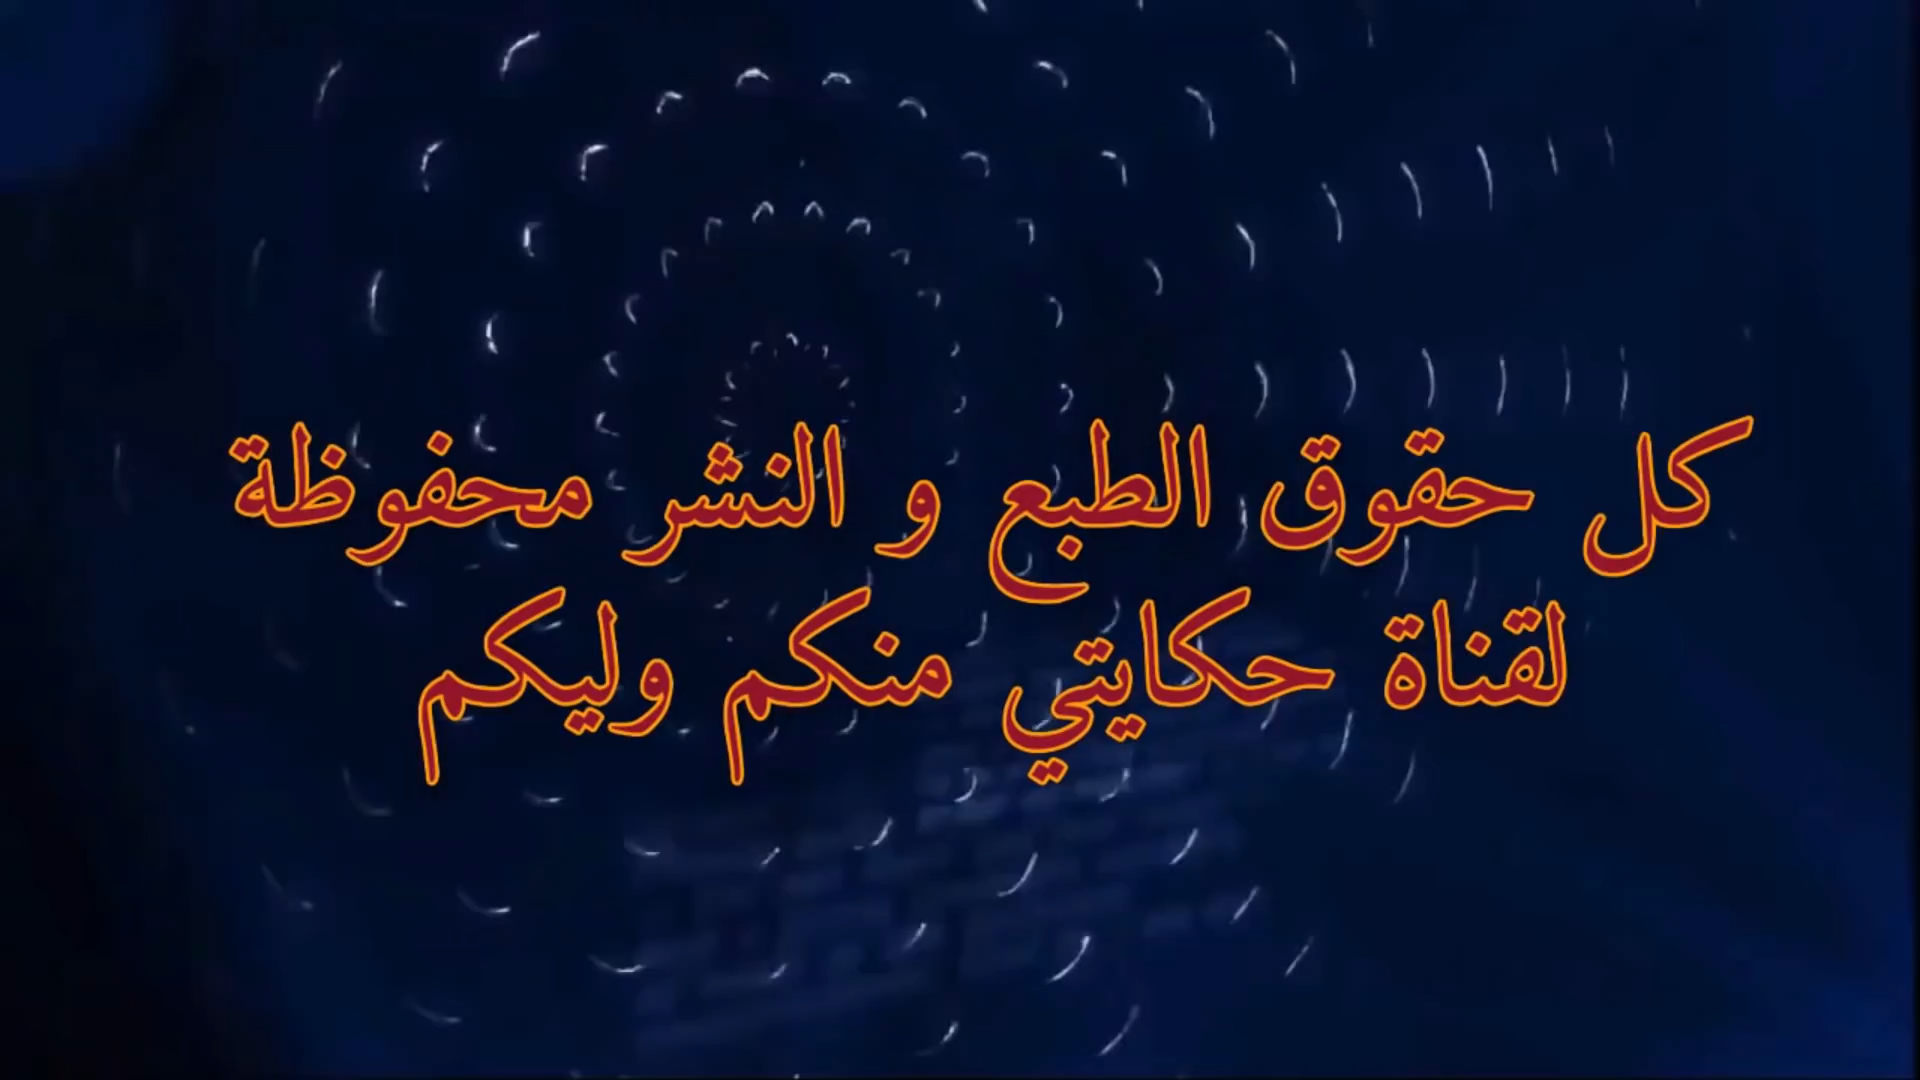 كل حقوق الطبع و النشر محفوظة
لقناة حكايتي منكم وليكم